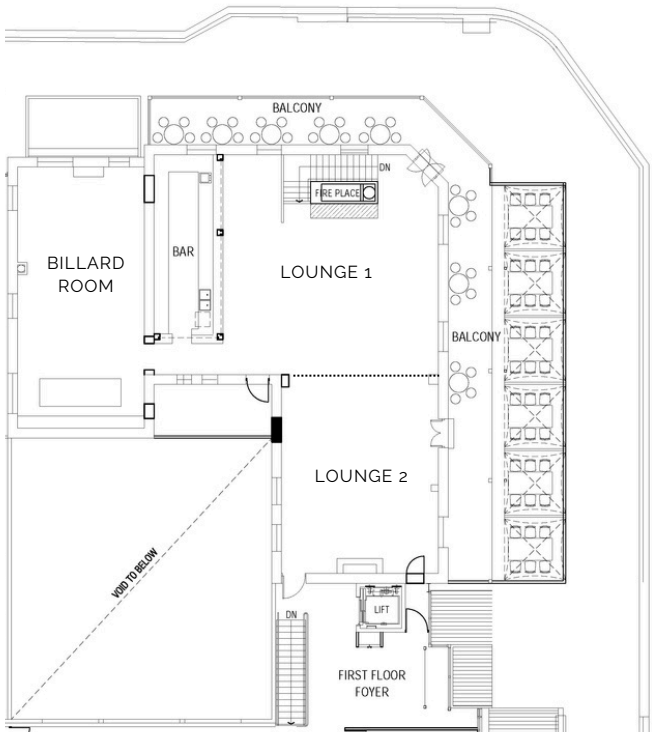 BALCONY
DN
FIRE PLACE
BAR
BILLARD
ROOM
LOUNGE 1
BALCONY
LOUNGE 2
VOID TO BELOW
LIFT
DN
FIRST FLOOR
FOYER